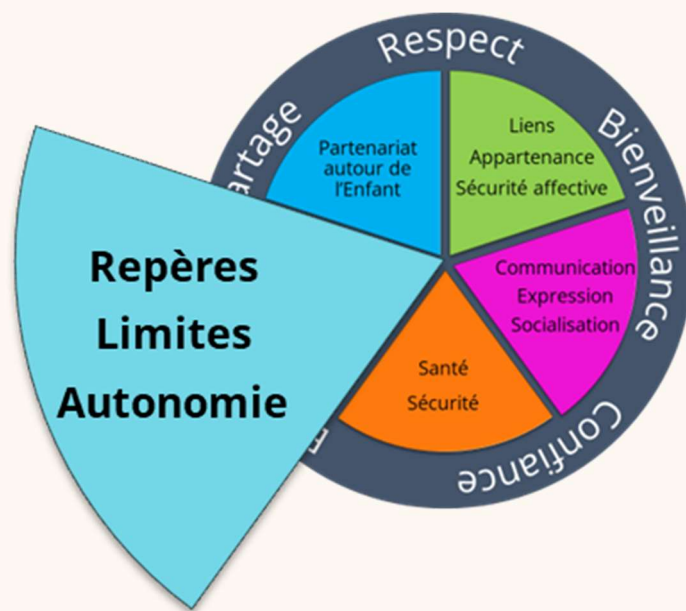 Respect
Bienveillance
Confiance
artage
Partenariat
autour de
l'Enfant
Liens
Appartenance
Sécurité affective
Communication
Expression
Socialisation
Santé
Sécurité
Repères
Limites
Autonomie